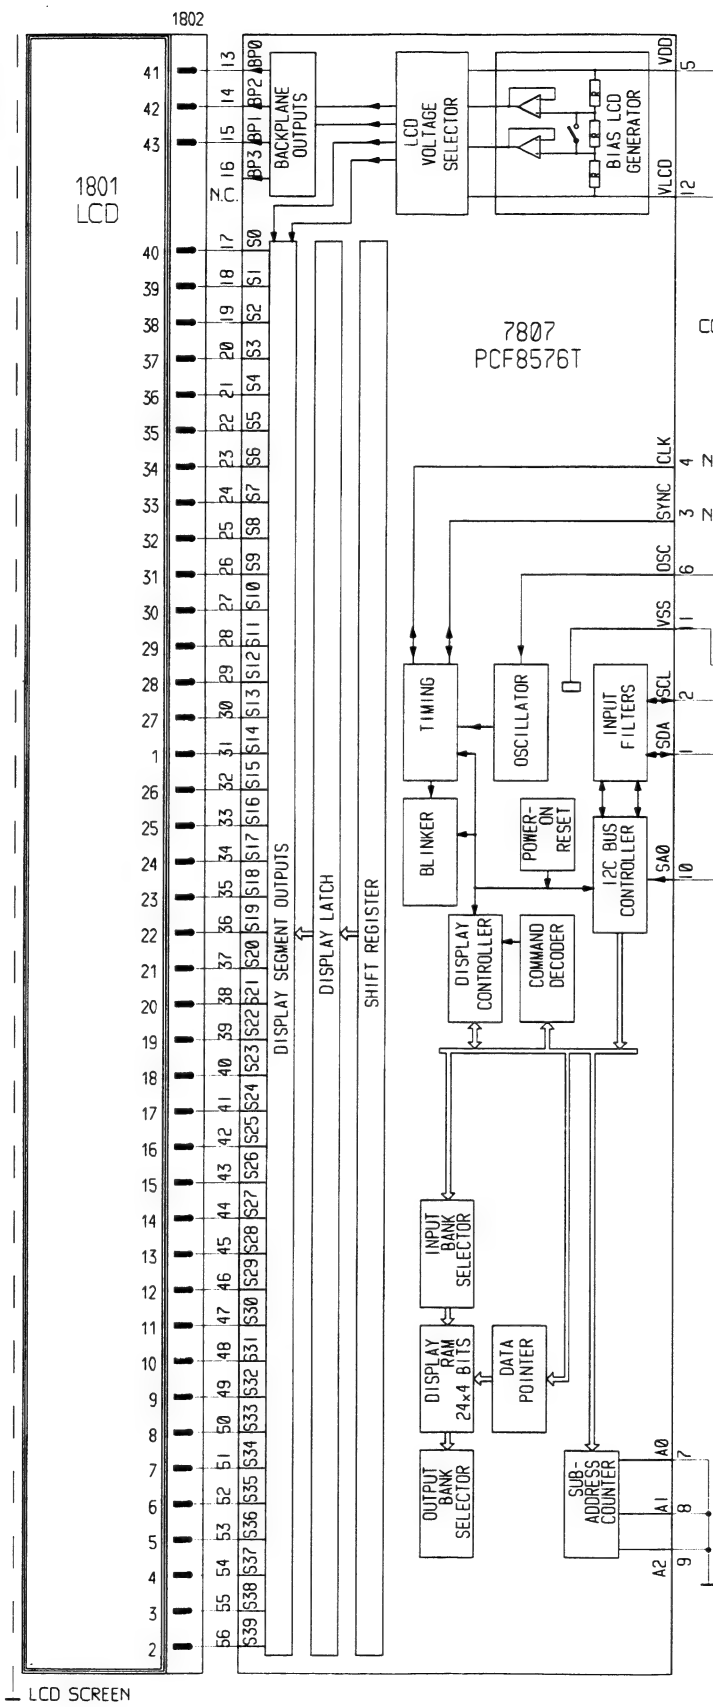 1802
41 13 BP0
42 14 BP2
43 15 BP1
16 BP3
N.C.
BACKPLANE
OUTPUTS
LCD
VOLTAGE
SELECTOR
BIAS LCD
GENERATOR
R
R
R
VDD
5
VLCD
12
1801
LCD
7807
PCF8576T
40 17 S0
39 18 S1
38 19 S2
37 20 S3
36 21 S4
35 22 S5
34 23 S6
33 24 S7
32 25 S8
31 26 S9
30 27 S10
29 28 S11
28 29 S12
27 30 S13
1 31 S14
26 32 S15
25 33 S16
24 34 S17
23 35 S18
22 36 S19
21 37 S20
20 38 S21
19 39 S22
18 40 S23
17 41 S24
16 42 S25
15 43 S26
14 44 S27
13 45 S28
12 46 S29
11 47 S30
10 48 S31
9 49 S32
8 50 S33
7 51 S34
6 52 S35
5 53 S36
4 54 S37
3 55 S38
2 56 S39
DISPLAY SEGMENT OUTPUTS
DISPLAY LATCH
SHIFT REGISTER
CLK
4 N
SYNC
3 N
OSC
6
VSS
11
SCL
2
SDA
1
SA0
10
TIMING
OSCILLATOR
INPUT
FILTERS
BLINKER
POWER-
ON
RESET
I2C BUS
CONTROLLER
DISPLAY
CONTROLLER
COMMAND
DECODER
INPUT
BANK
SELECTOR
DISPLAY
RAM
24x4 BITS
DATA
POINTER
OUTPUT
BANK
SELECTOR
SUB-
ADDRESS
COUNTER
A0
7
A1
8
A2
9
LCD SCREEN